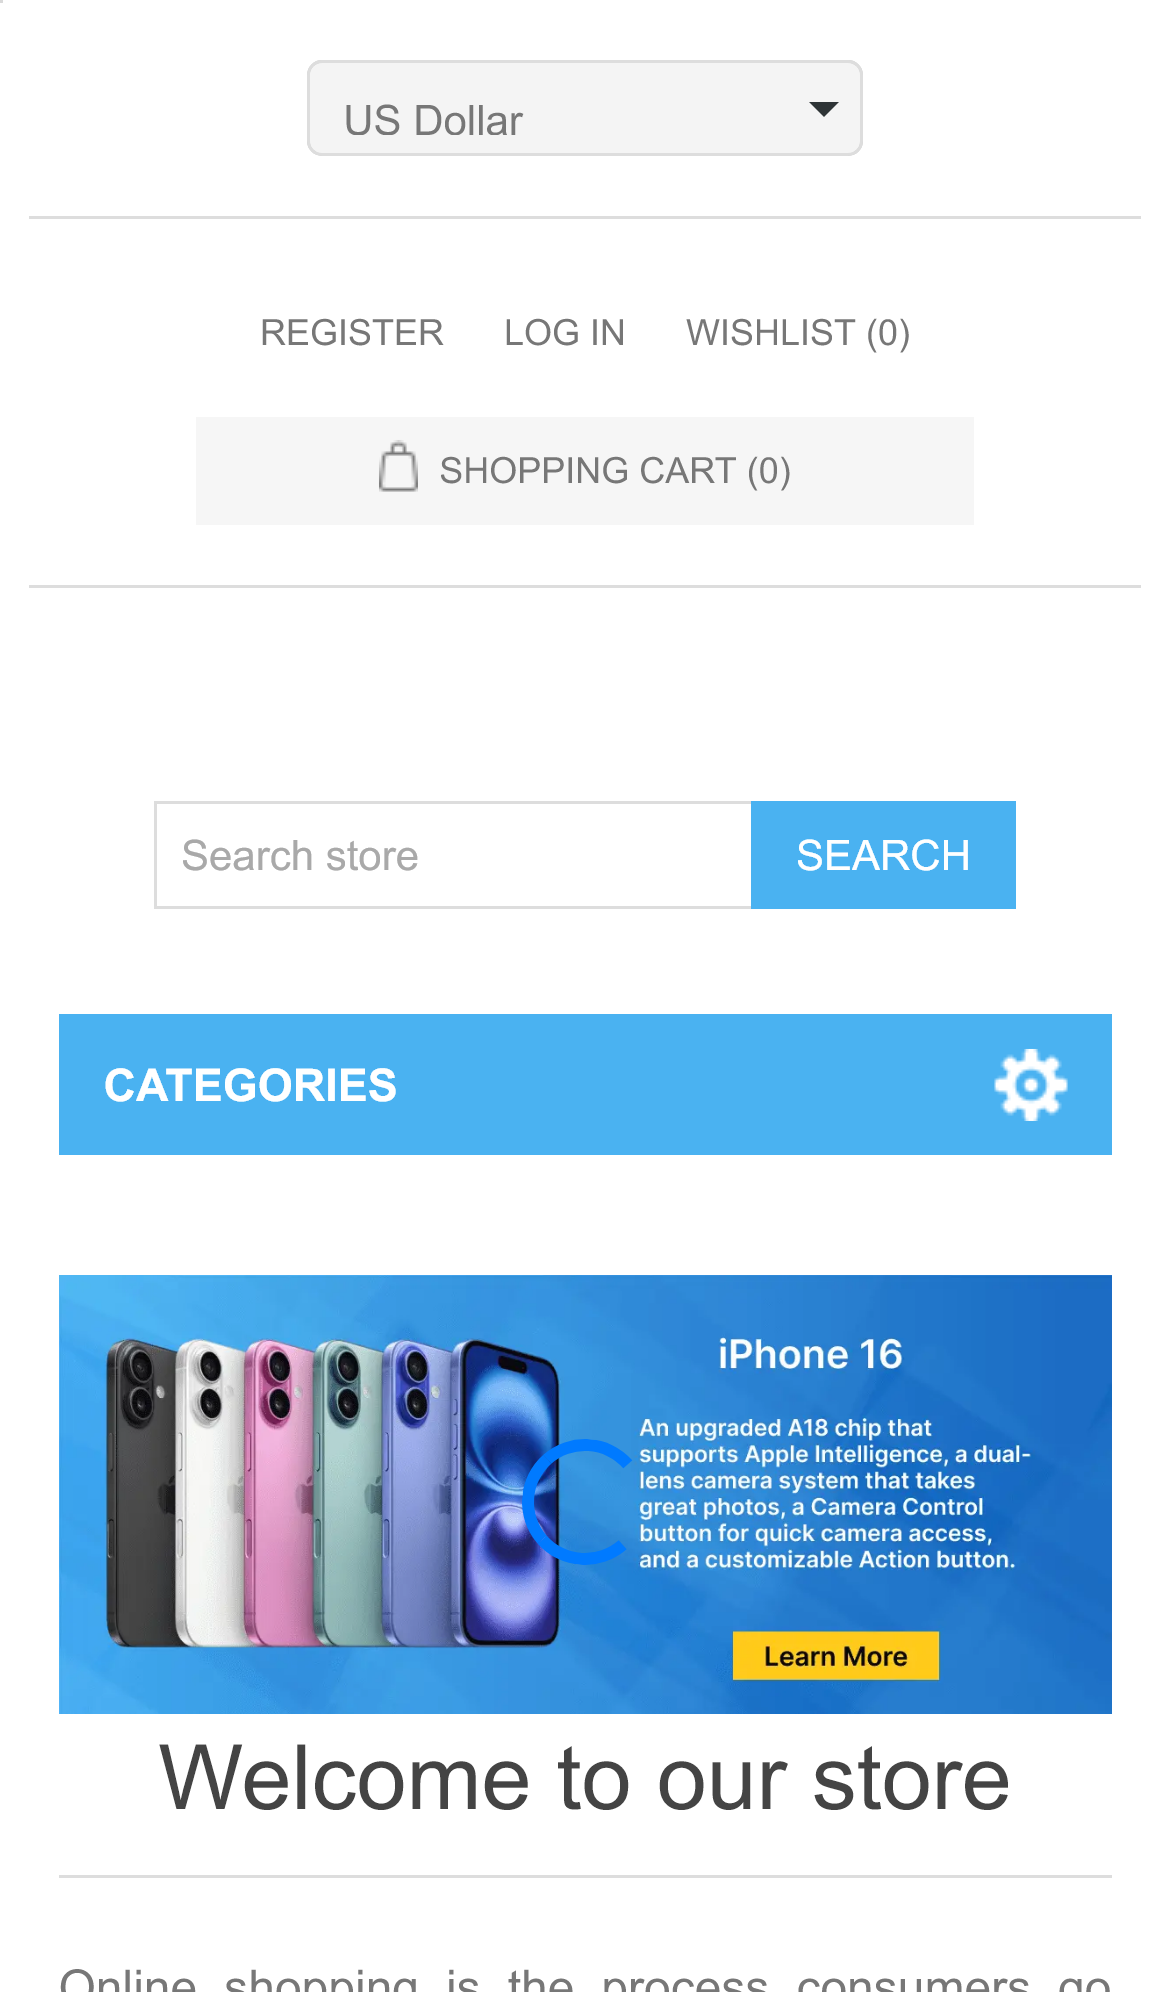 US Dollar
REGISTER LOG IN WISHLIST (0)
SHOPPING CART (0)
Search store SEARCH
CATEGORIES
iPhone 16
An upgraded A18 chip that
supports Apple Intelligence, a dual-
lens camera system that takes
great photos, a Camera Control
button for quick camera access,
and a customizable Action button.
Learn More
Welcome to our store
Online shopping is the process consumers go